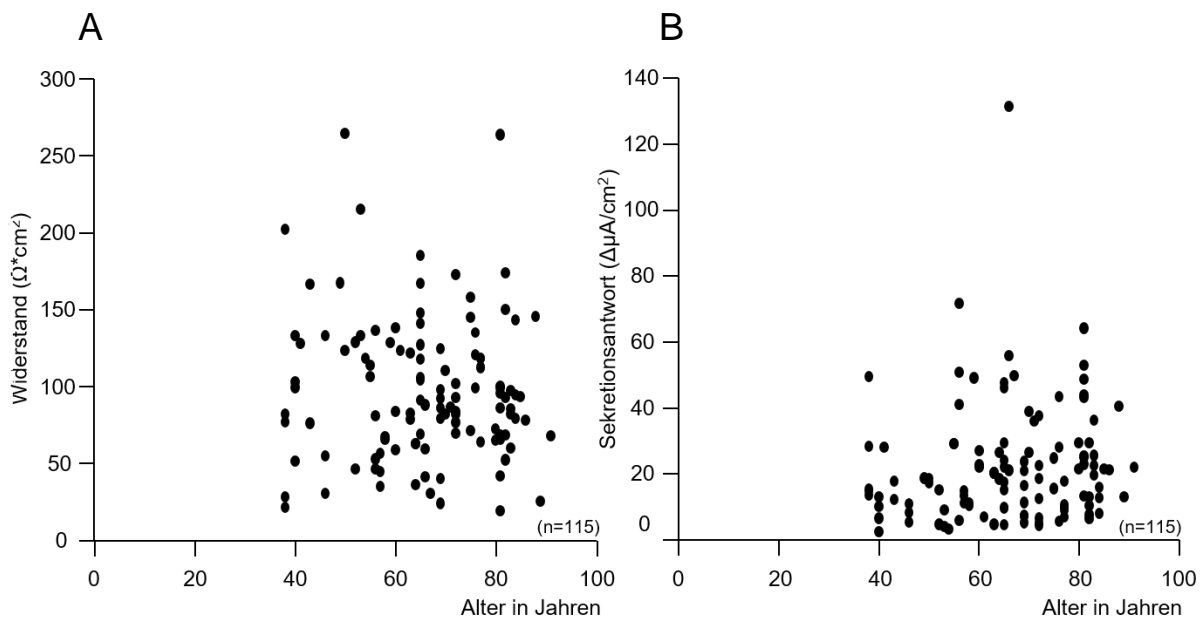 A
300
250
200
150
100
50
0
Widerstand (Ω*cm²)
(n=115)
0 20 40 60 80 100
Alter in Jahren
B
140
120
100
80
60
40
20
0
Sekretionsantwort (ΔµA/cm²)
(n=115)
0 20 40 60 80 100
Alter in Jahren